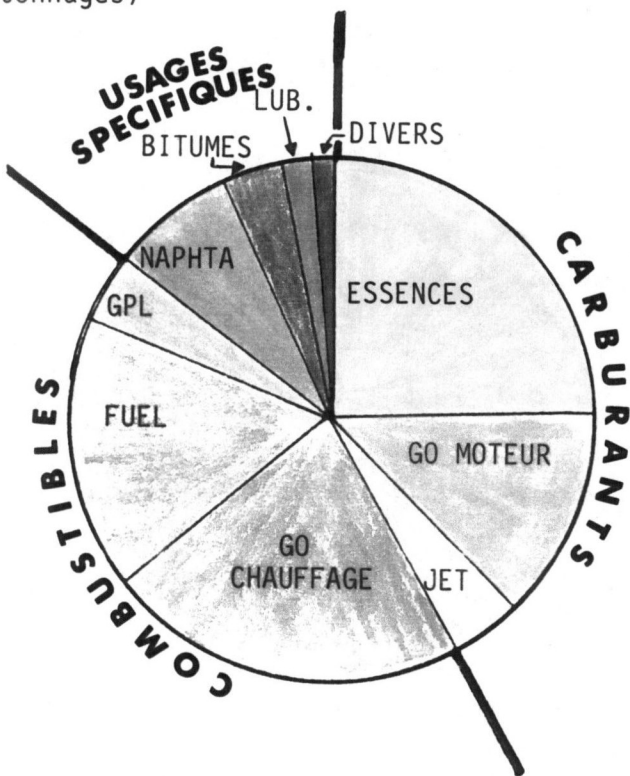 USAGES
SPECIFIQUES
LUB.
DIVERS
BITUMES
NAPHTA
ESSENCES
GPL
FUEL
GO MOTEUR
GO
CHAUFFAGE
JET
CARBURANTS
COMBUSTIBLES